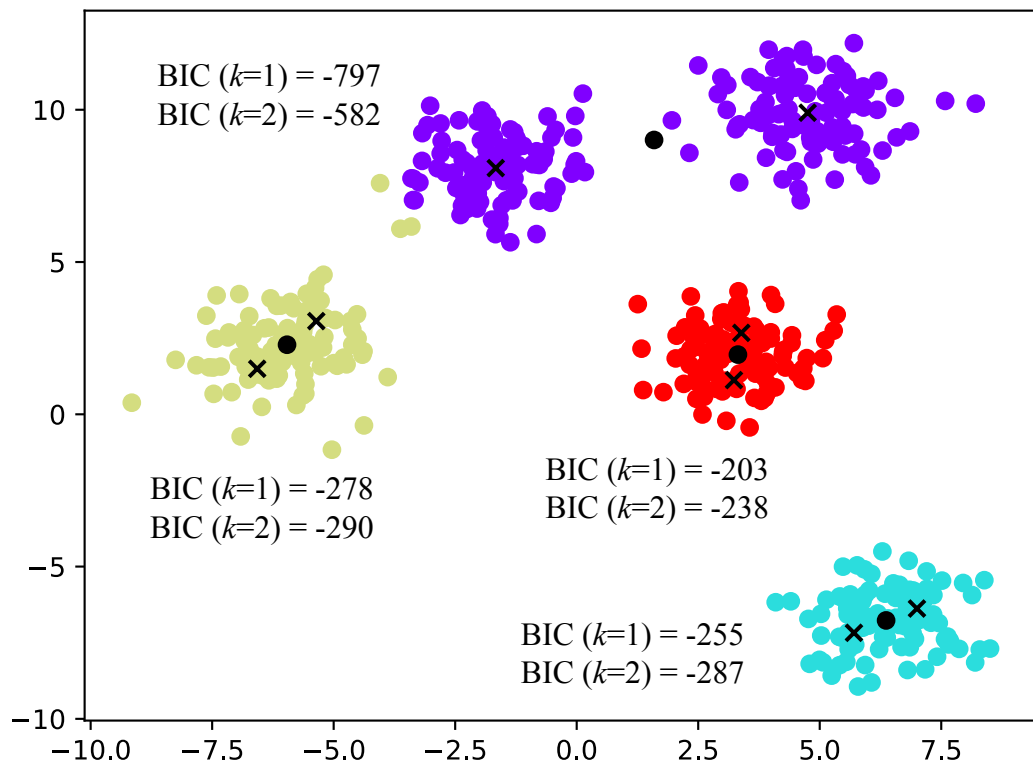 BIC (k=1) = -797
BIC (k=2) = -582
10
5
0
BIC (k=1) = -278
BIC (k=2) = -290
BIC (k=1) = -203
BIC (k=2) = -238
−5
BIC (k=1) = -255
BIC (k=2) = -287
−10
−10.0 −7.5 −5.0 −2.5 0.0 2.5 5.0 7.5